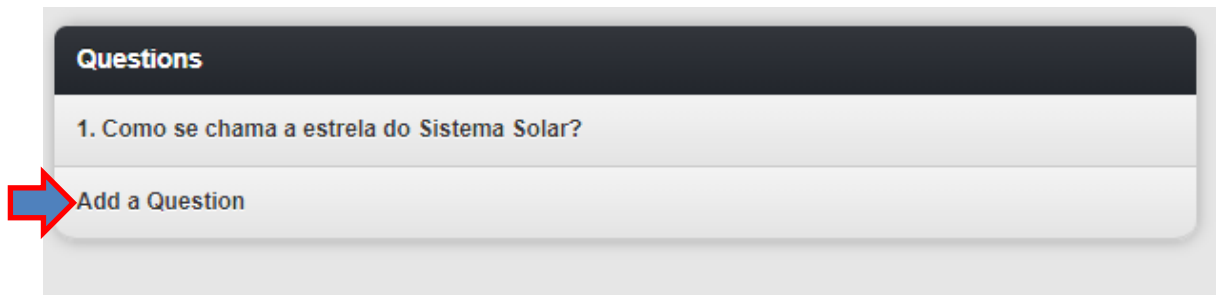 Questions
1. Como se chama a estrela do Sistema Solar?
Add a Question